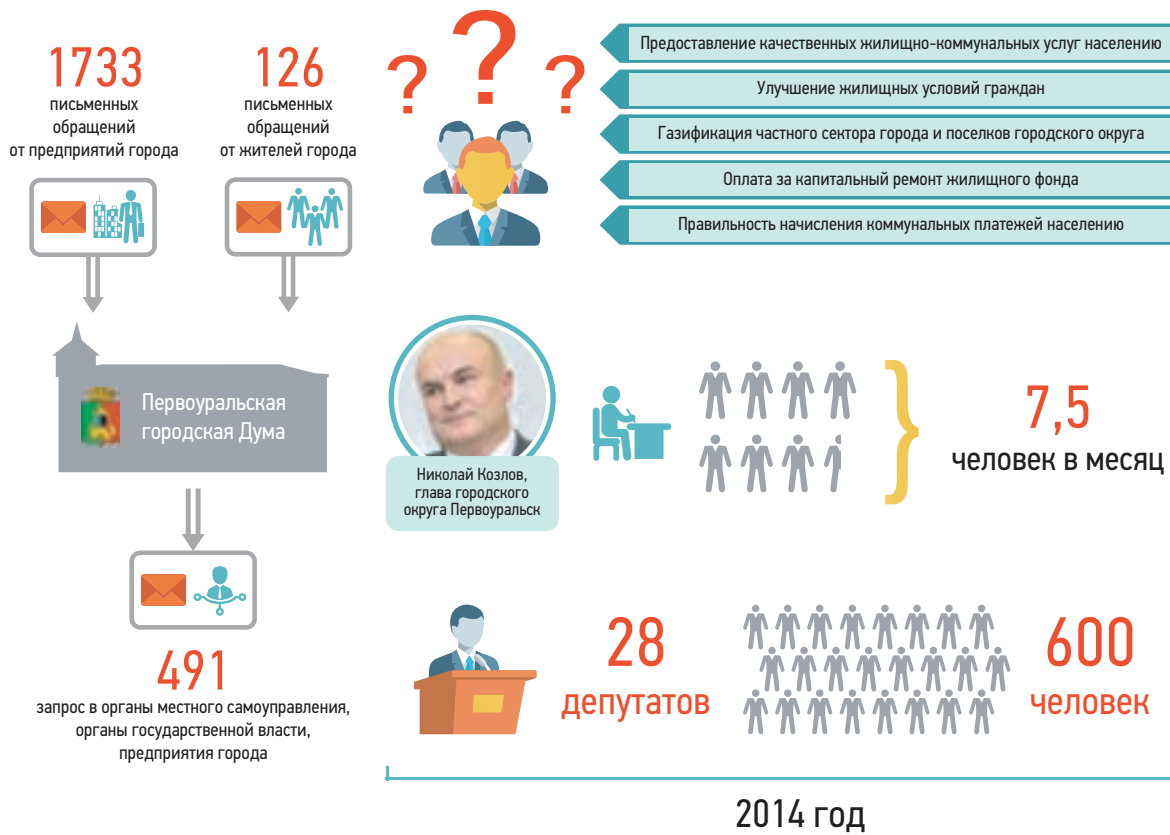 1733
письменных
обращений
от предприятий города
126
письменных
обращений
от жителей города
Первоуральская
городская Дума
491
запрос в органы местного самоуправления,
органы государственной власти,
предприятия города
? ? ?
Предоставление качественных жилищно-коммунальных услуг населению
Улучшение жилищных условий граждан
Газификация частного сектора города и поселков городского округа
Оплата за капитальный ремонт жилищного фонда
Правильность начисления коммунальных платежей населению
Николай Козлов,
глава городского
округа Первоуральск
}
7,5
человек в месяц
28
депутатов
600
человек
2014 год